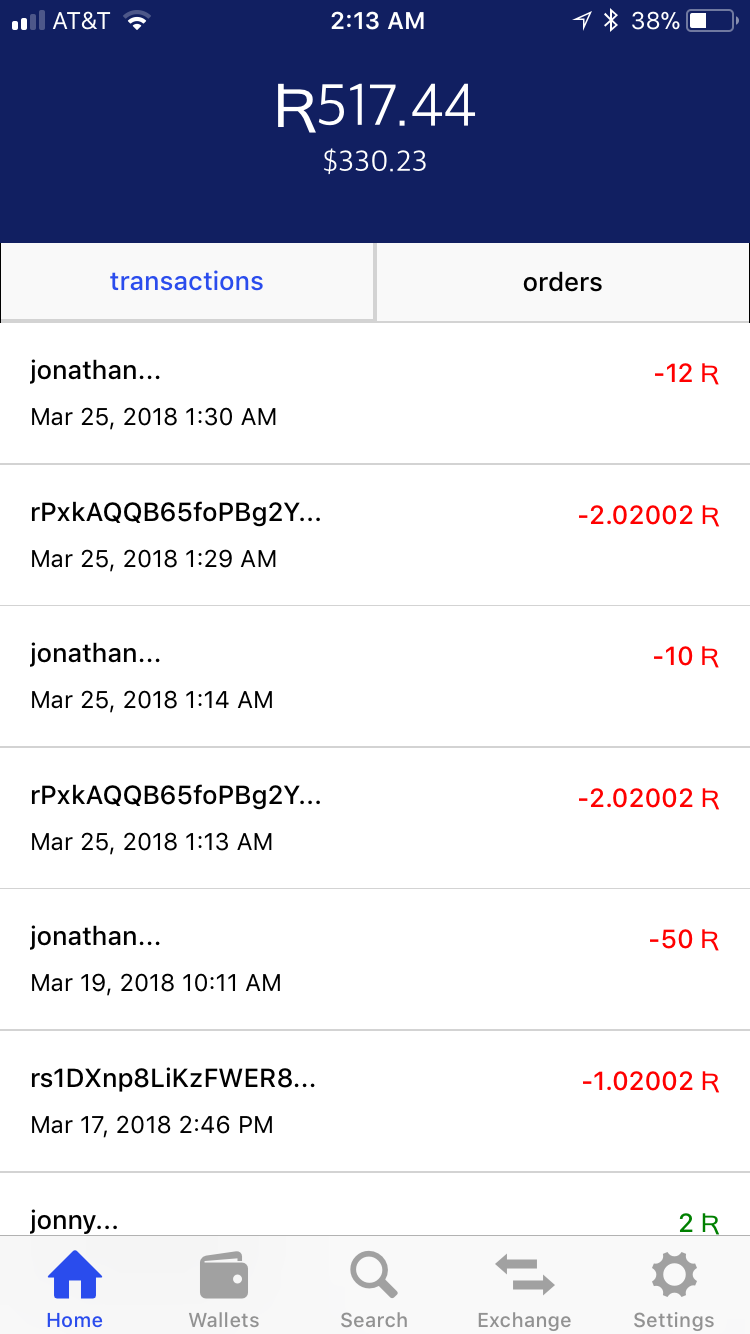 AT&T 2:13 AM 38%
Ʀ517.44
$330.23
transactions orders
jonathan... -12 Ʀ
Mar 25, 2018 1:30 AM
rPxkAQQB65foPBg2Y... -2.02002 Ʀ
Mar 25, 2018 1:29 AM
jonathan... -10 Ʀ
Mar 25, 2018 1:14 AM
rPxkAQQB65foPBg2Y... -2.02002 Ʀ
Mar 25, 2018 1:13 AM
jonathan... -50 Ʀ
Mar 19, 2018 10:11 AM
rs1DXnp8LiKzFWER8... -1.02002 Ʀ
Mar 17, 2018 2:46 PM
jonny... 2 Ʀ
Home Wallets Search Exchange Settings